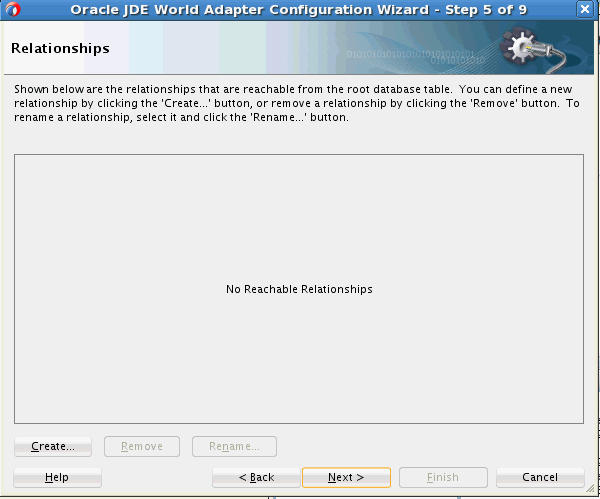 Oracle JDE World Adapter Configuration Wizard - Step 5 of 9
Relationships
01010101010101010101010101
01010101010
Shown below are the relationships that are reachable from the root database table. You can define a new
relationship by clicking the 'Create...' button, or remove a relationship by clicking the 'Remove' button. To
rename a relationship, select it and click the 'Rename...' button.
No Reachable Relationships
Create... Remove Rename...
Help < Back Next > Finish Cancel